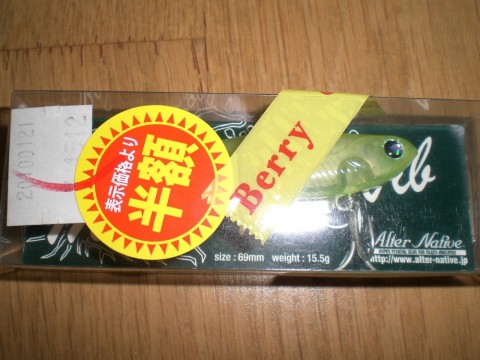 20100121
表示価格より
半額
Berry
size : 69mm weight : 15.5g
Alter Native
http://www.alter-native.jp